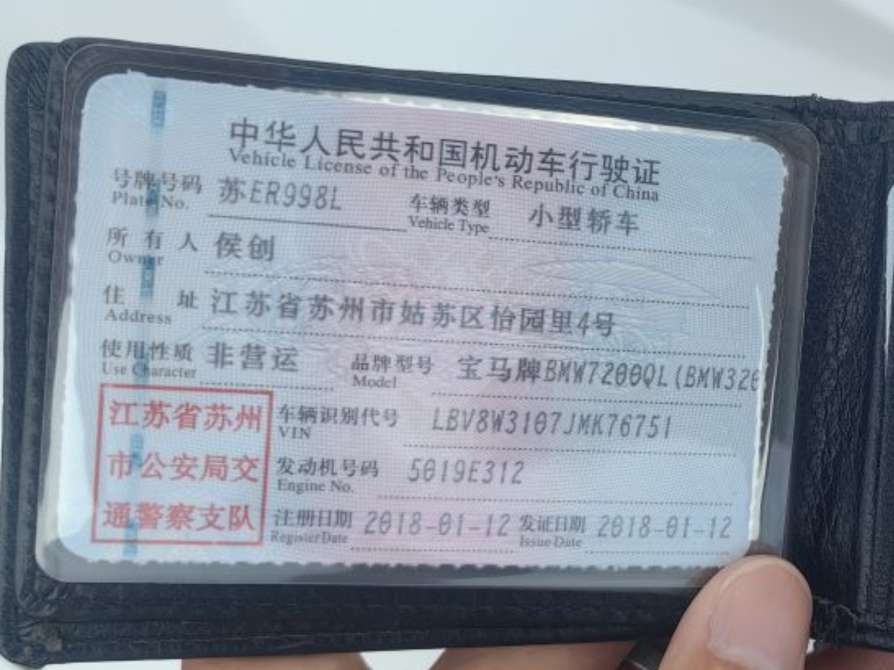 中华人民共和国机动车行驶证
Vehicle License of the People's Republic of China
号牌号码 苏ER998L 车辆类型 小型轿车
Plate No. Vehicle Type
所有人 侯创
Owner
住址 江苏省苏州市姑苏区怡园里4号
Address
使用性质 非营运 品牌型号 宝马牌BMW7200QL(BMW320
Use Character Model
江苏省苏州 车辆识别代号 LBV8W3107JMK76751
VIN
市公安局交 发动机号码 5019E312
Engine No.
通警察支队 注册日期 2018-01-12 发证日期 2018-01-12
Register Date Issue Date